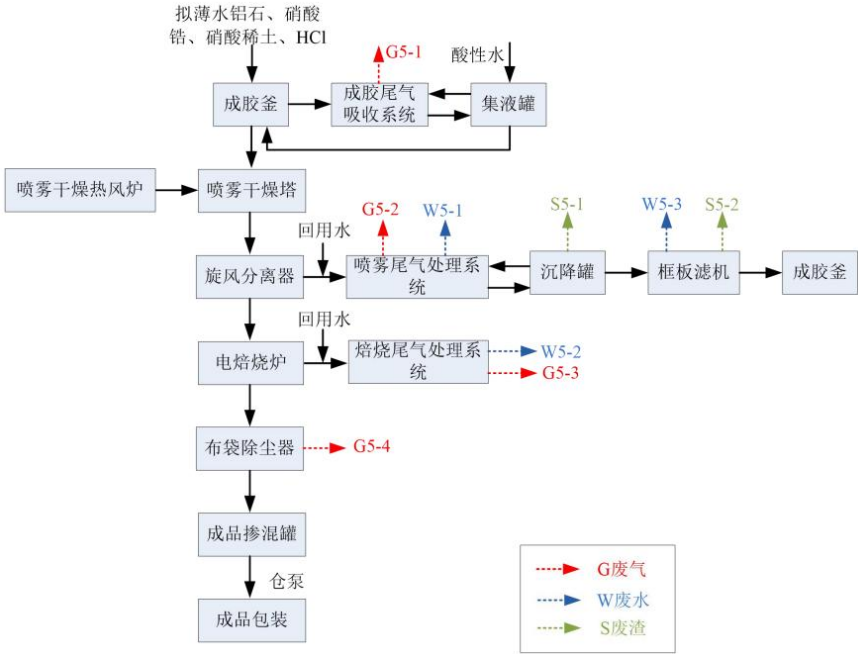 拟薄水铝石、硝酸
锆、硝酸稀土、HCl
G5-1
酸性水
成胶釜
成胶尾气
吸收系统
集液罐
喷雾干燥热风炉
喷雾干燥塔
G5-2
W5-1
S5-1
W5-3
S5-2
回用水
旋风分离器
喷雾尾气处理系
统
沉降罐
框板滤机
成胶釜
回用水
电焙烧炉
焙烧尾气处理系
统
W5-2
G5-3
布袋除尘器
G5-4
成品掺混罐
仓泵
成品包装
G废气
W废水
S废渣